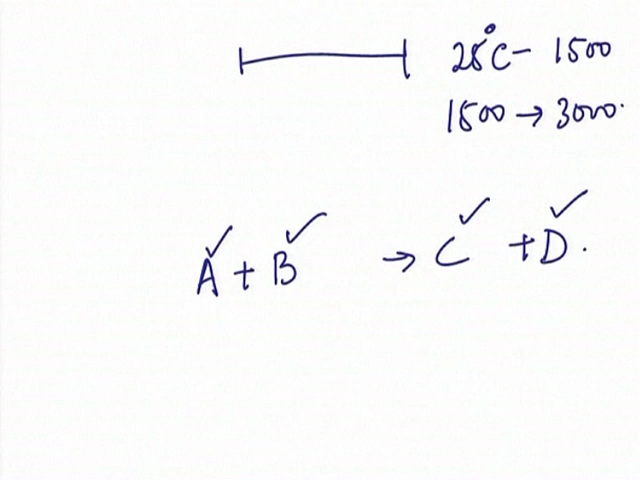 25°C - 1500
1500 → 3000.
A + B → C + D.